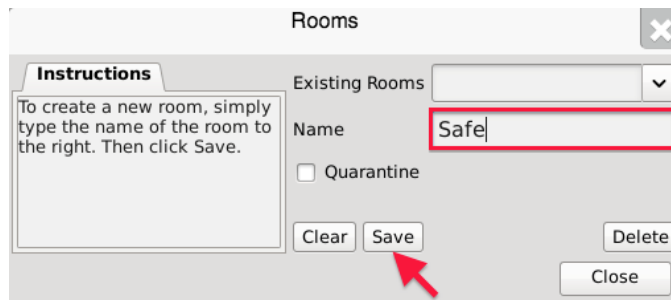 Rooms
Instructions
To create a new room, simply
type the name of the room to
the right. Then click Save.
Existing Rooms
Name
Safe
Quarantine
Clear
Save
Delete
Close